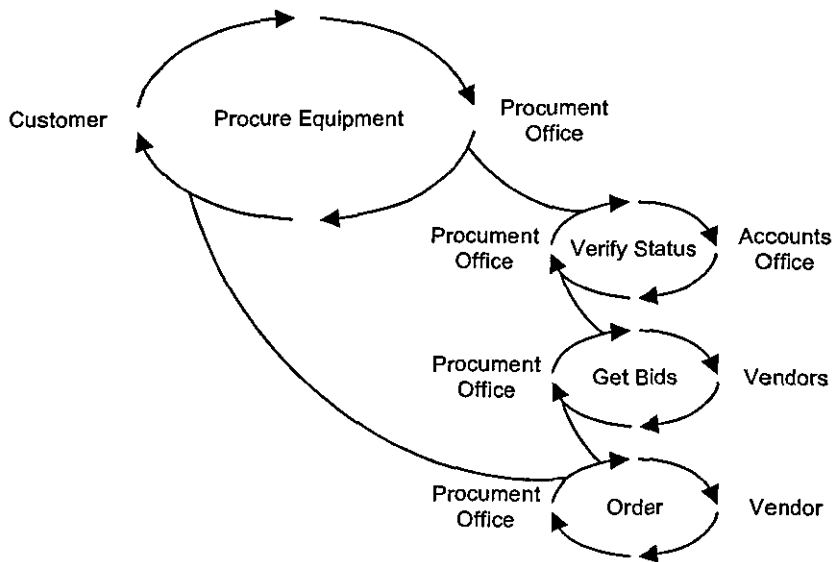 Customer
Procure Equipment
Procument
Office
Procument
Office
Verify Status
Accounts
Office
Procument
Office
Get Bids
Vendors
Procument
Office
Order
Vendor